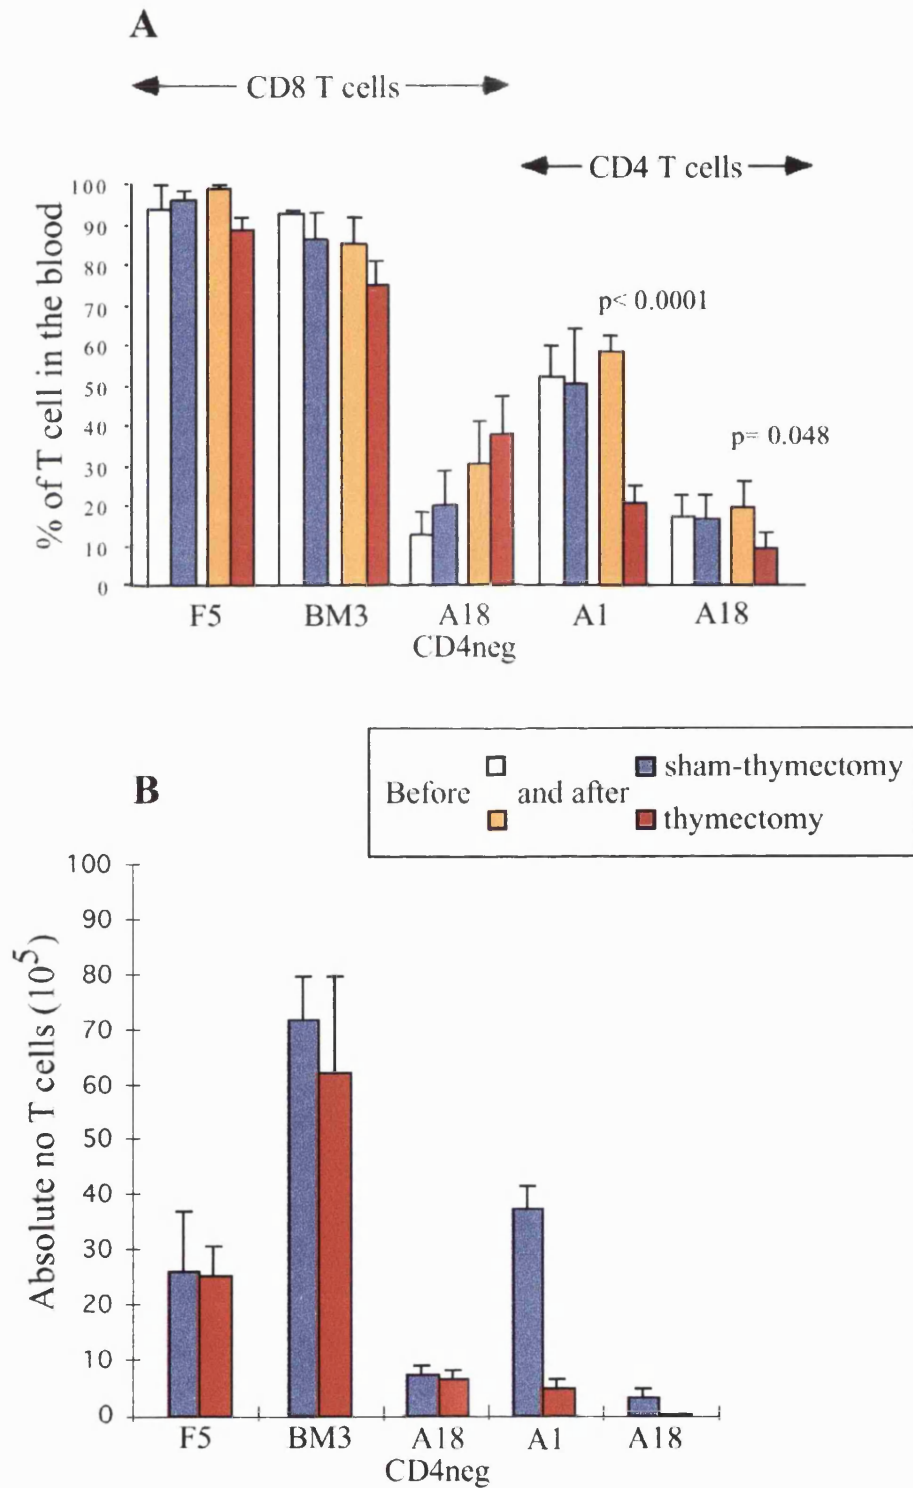 A
CD8 T cells
CD4 T cells
% of T cell in the blood
100
90
80
70
60
50
40
30
20
10
0
p< 0.0001
p= 0.048
F5 BM3 A18 A1 A18
CD4neg
B
Before and after sham-thymectomy
thymectomy
Absolute no T cells (10⁵)
100
90
80
70
60
50
40
30
20
10
0
F5 BM3 A18 A1 A18
CD4neg